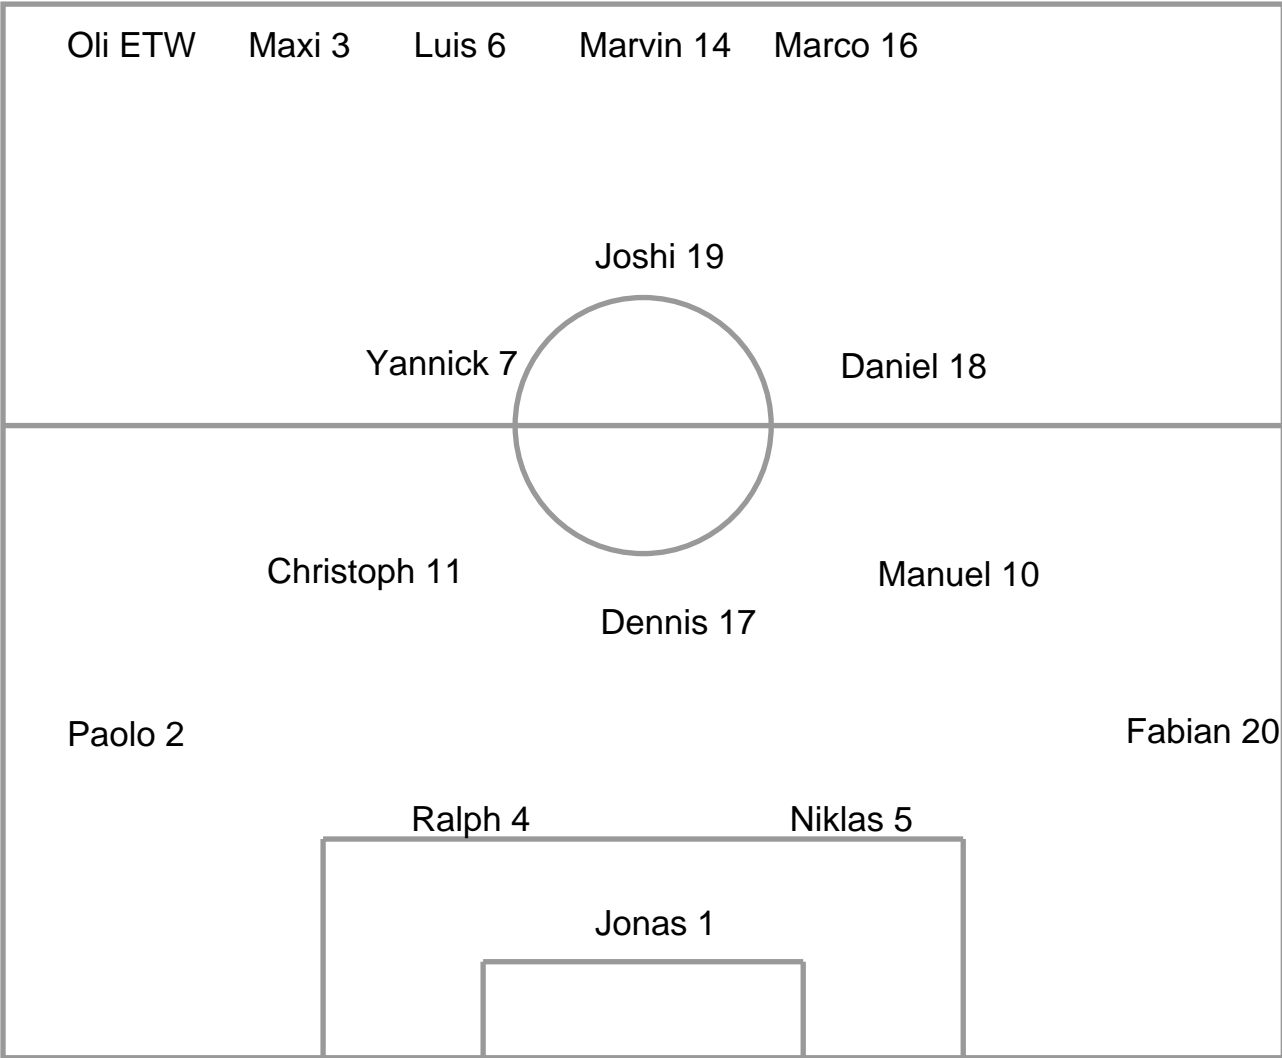 Oli ETW Maxi 3 Luis 6 Marvin 14 Marco 16
Joshi 19
Yannick 7 Daniel 18
Christoph 11 Manuel 10
Dennis 17
Paolo 2 Fabian 20
Ralph 4 Niklas 5
Jonas 1